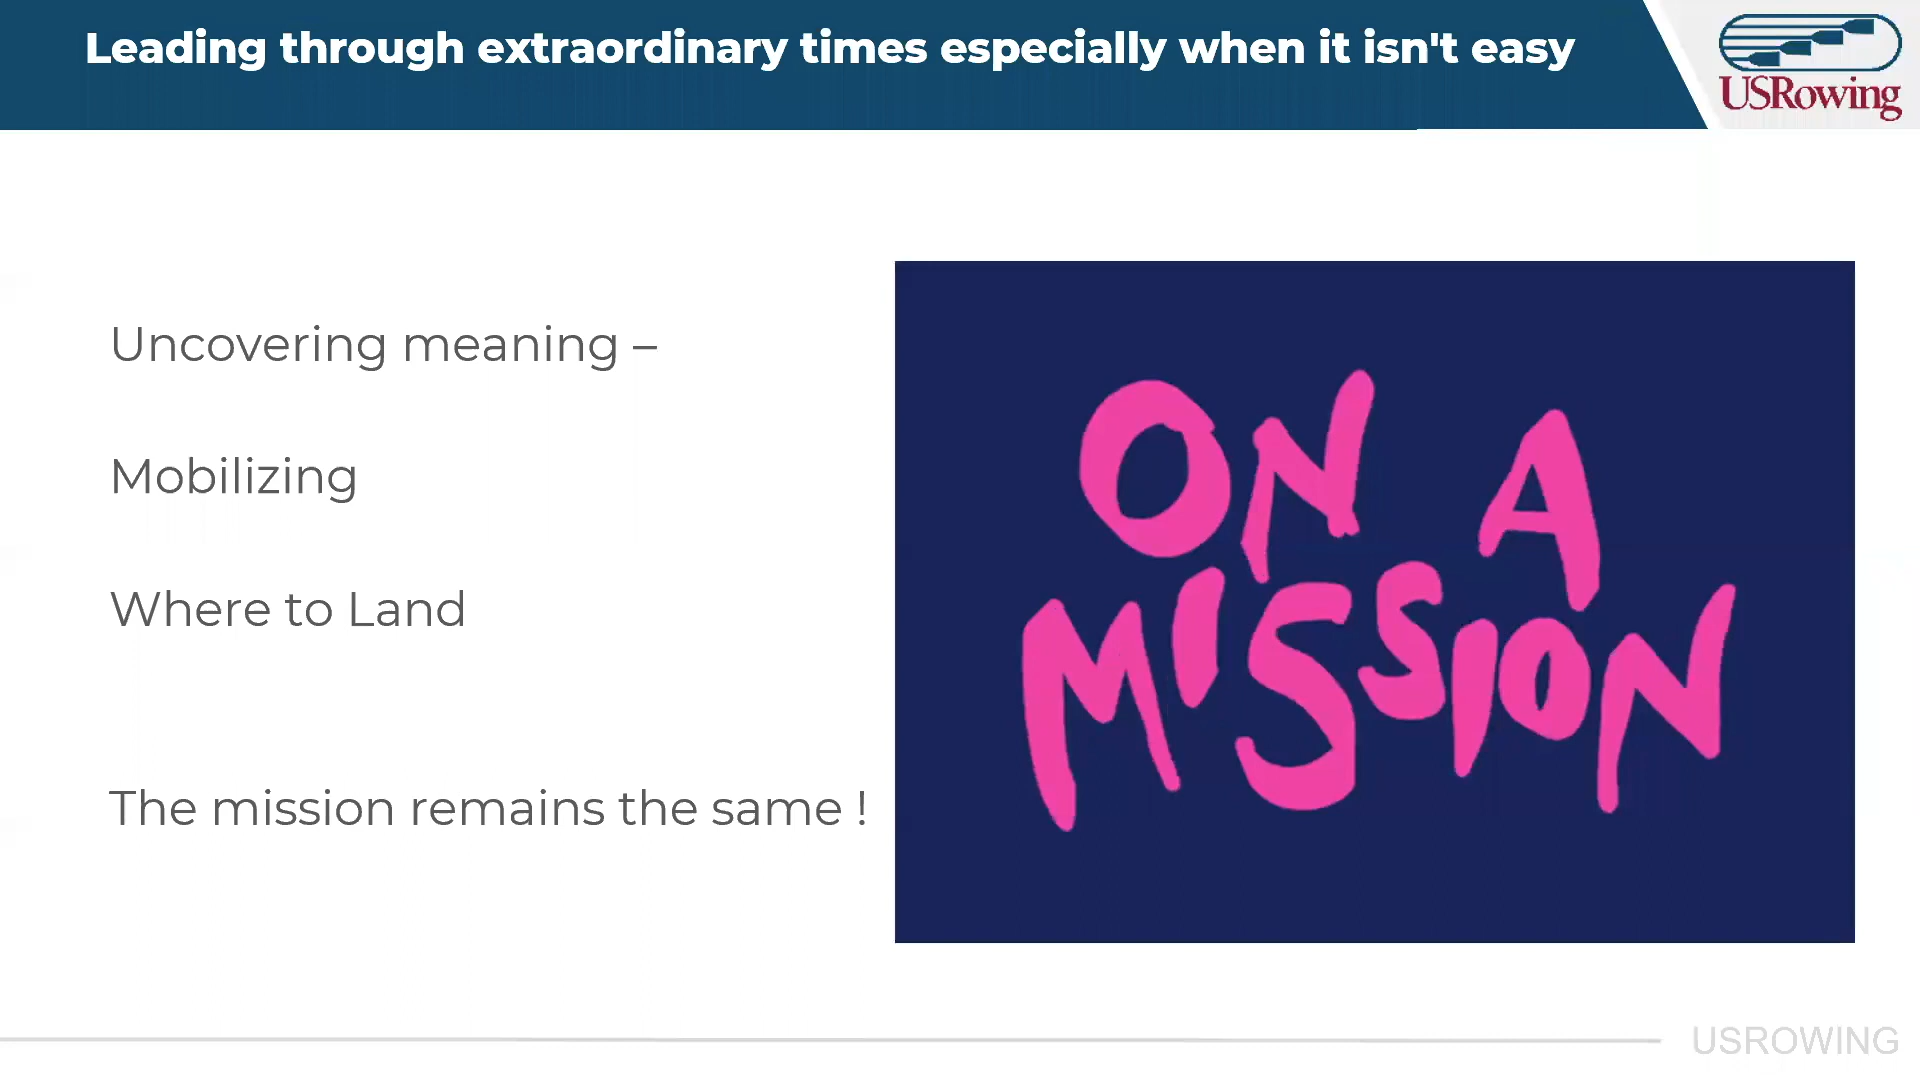 Leading through extraordinary times especially when it isn't easy
USRowing
Uncovering meaning –
Mobilizing
Where to Land
The mission remains the same !
ON A
MISSION
USROWING